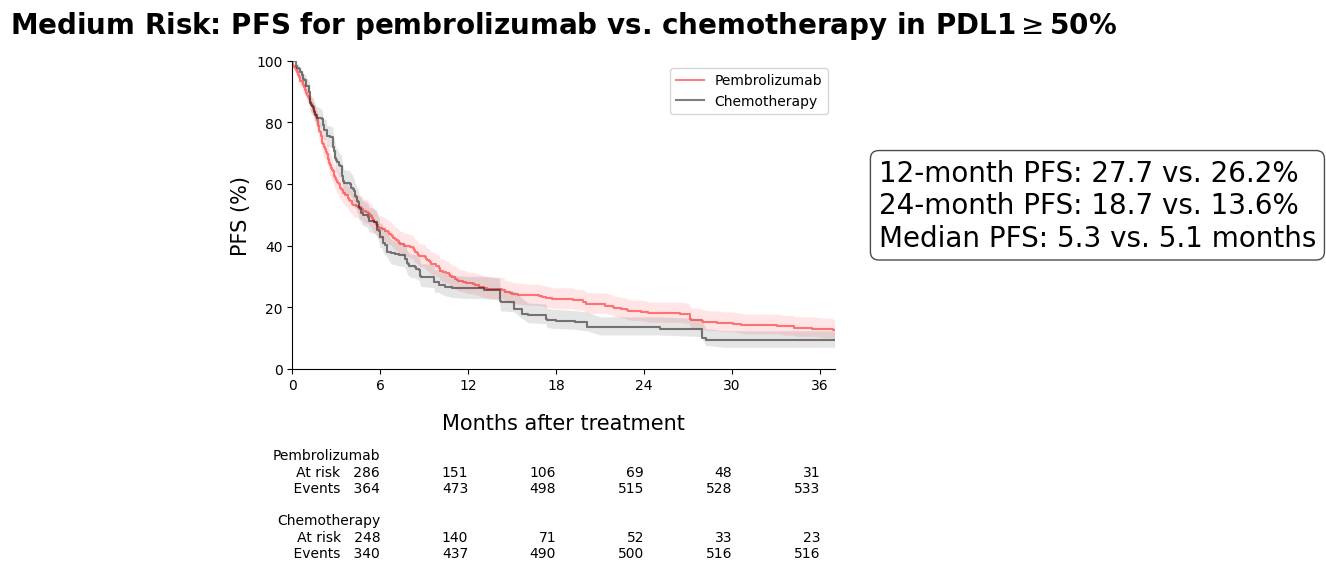 Medium Risk: PFS for pembrolizumab vs. chemotherapy in PDL1 ≥ 50%
100
80
60
40
20
0
PFS (%)
Pembrolizumab
Chemotherapy
12-month PFS: 27.7 vs. 26.2%
24-month PFS: 18.7 vs. 13.6%
Median PFS: 5.3 vs. 5.1 months
0 6 12 18 24 30 36
Months after treatment
Pembrolizumab
At risk 286 151 106 69 48 31
Events 364 473 498 515 528 533
Chemotherapy
At risk 248 140 71 52 33 23
Events 340 437 490 500 516 516